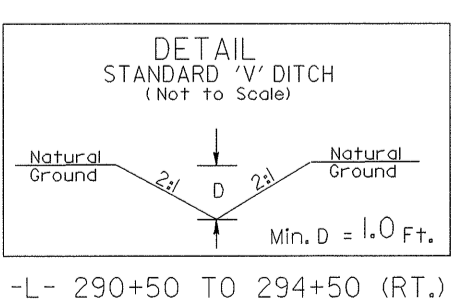 DETAIL
STANDARD 'V' DITCH
(Not to Scale)
Natural
Ground
2:1
D
2:1
Natural
Ground
Min. D = 1.0 Ft.
-L- 290+50 TO 294+50 (RT.)